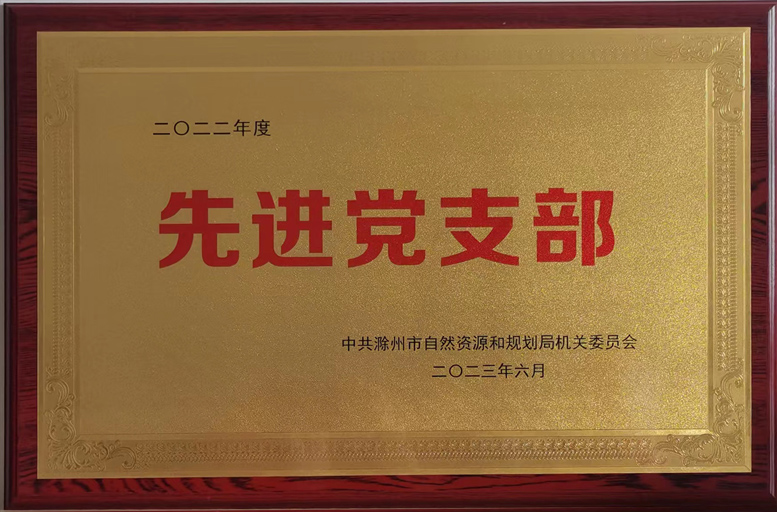 二〇二二年度
先进党支部
中共滁州市自然资源和规划局机关委员会
二〇二三年六月